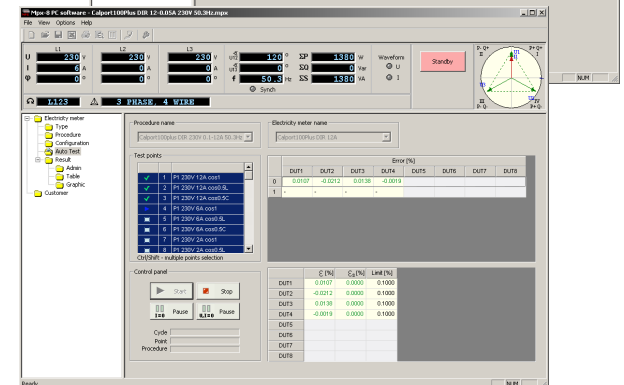 Mpx-8 PC software - Calport100Plus DIR 12-0.05A 230V 50.3Hz.mpx
File View Options Help
L1 L2 L3
U 230 V 230 V 230 V 120 ° ΣP 1380 W Waveform
I 6 A 6 A 6 A 0 ° ΣQ 0 Var U
φ 0 ° 0 ° 0 ° f 50.3 Hz ΣS 1380 VA I
Synch
Standby
P- Q+ P+ Q+
P- Q- P+ Q-
L123 3 PHASE, 4 WIRE
NUM
Electricity meter
Type
Procedure
Configuration
Auto Test
Result
Admin
Table
Graphic
Customer
Procedure name
Calport100plus DIR 230V 0.1-12A 50.3Hz
Electricity meter name
Calport100Plus DIR 12A
Test points
1 P1 230V 12A cos1
2 P1 230V 12A cos0.5L
3 P1 230V 12A cos0.5C
4 P1 230V 6A cos1
5 P1 230V 6A cos0.5L
6 P1 230V 6A cos0.5C
7 P1 230V 2A cos1
8 P1 230V 2A cos0.5L
Ctrl/Shift - multiple points selection
Error [%]
DUT1 DUT2 DUT3 DUT4 DUT5 DUT6 DUT7 DUT8
0 0.0107 -0.0212 0.0138 -0.0019
1 - - - -
Control panel
Start Stop
I=0 Pause U,I=0 Pause
Cycle
Point
Procedure
ε [%] εs[%] Limit [%]
DUT1 0.0107 0.0000 0.1000
DUT2 -0.0212 0.0000 0.1000
DUT3 0.0138 0.0000 0.1000
DUT4 -0.0019 0.0000 0.1000
DUT5
DUT6
DUT7
DUT8
Ready NUM